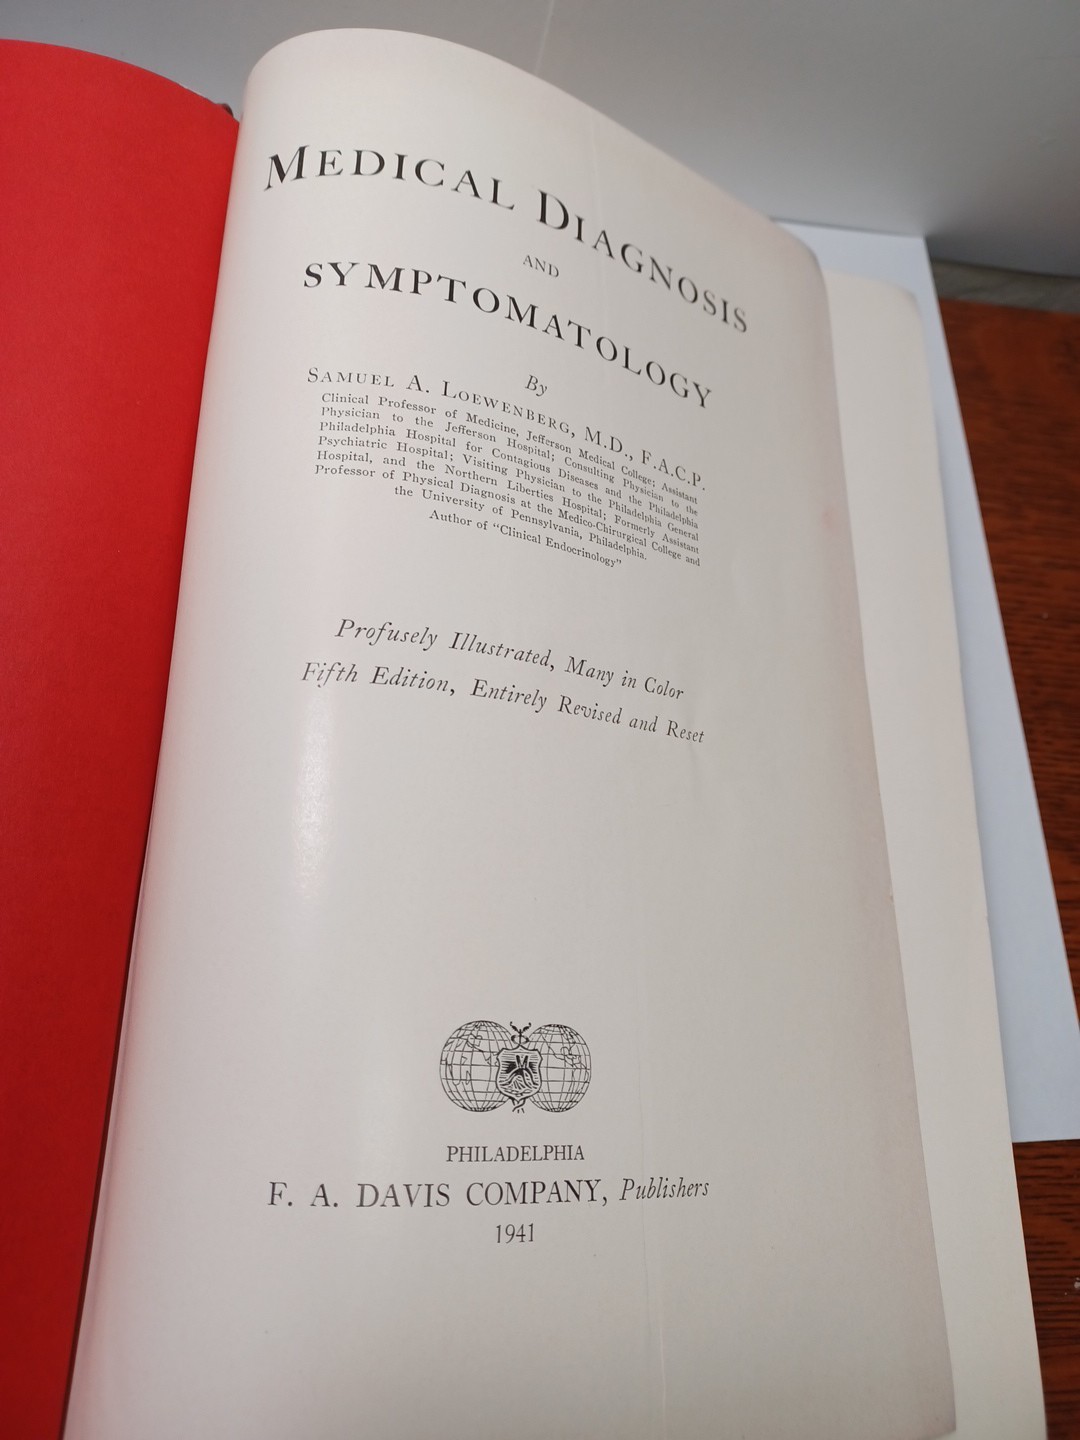 MEDICAL DIAGNOSIS
AND
SYMPTOMATOLOGY
By
SAMUEL A. LOEWENBERG, M.D., F.A.C.P.
Clinical Professor of Medicine, Jefferson Medical College; Assistant
Physician to the Jefferson Hospital; Consulting Physician to the
Philadelphia Hospital for Contagious Diseases and the Philadelphia
Psychiatric Hospital; Visiting Physician to the Philadelphia General
Hospital, and the Northern Liberties Hospital; Formerly Assistant
Professor of Physical Diagnosis at the Medico-Chirurgical College and
the University of Pennsylvania, Philadelphia.
Author of "Clinical Endocrinology"
Profusely Illustrated, Many in Color
Fifth Edition, Entirely Revised and Reset
PHILADELPHIA
F. A. DAVIS COMPANY, Publishers
1941